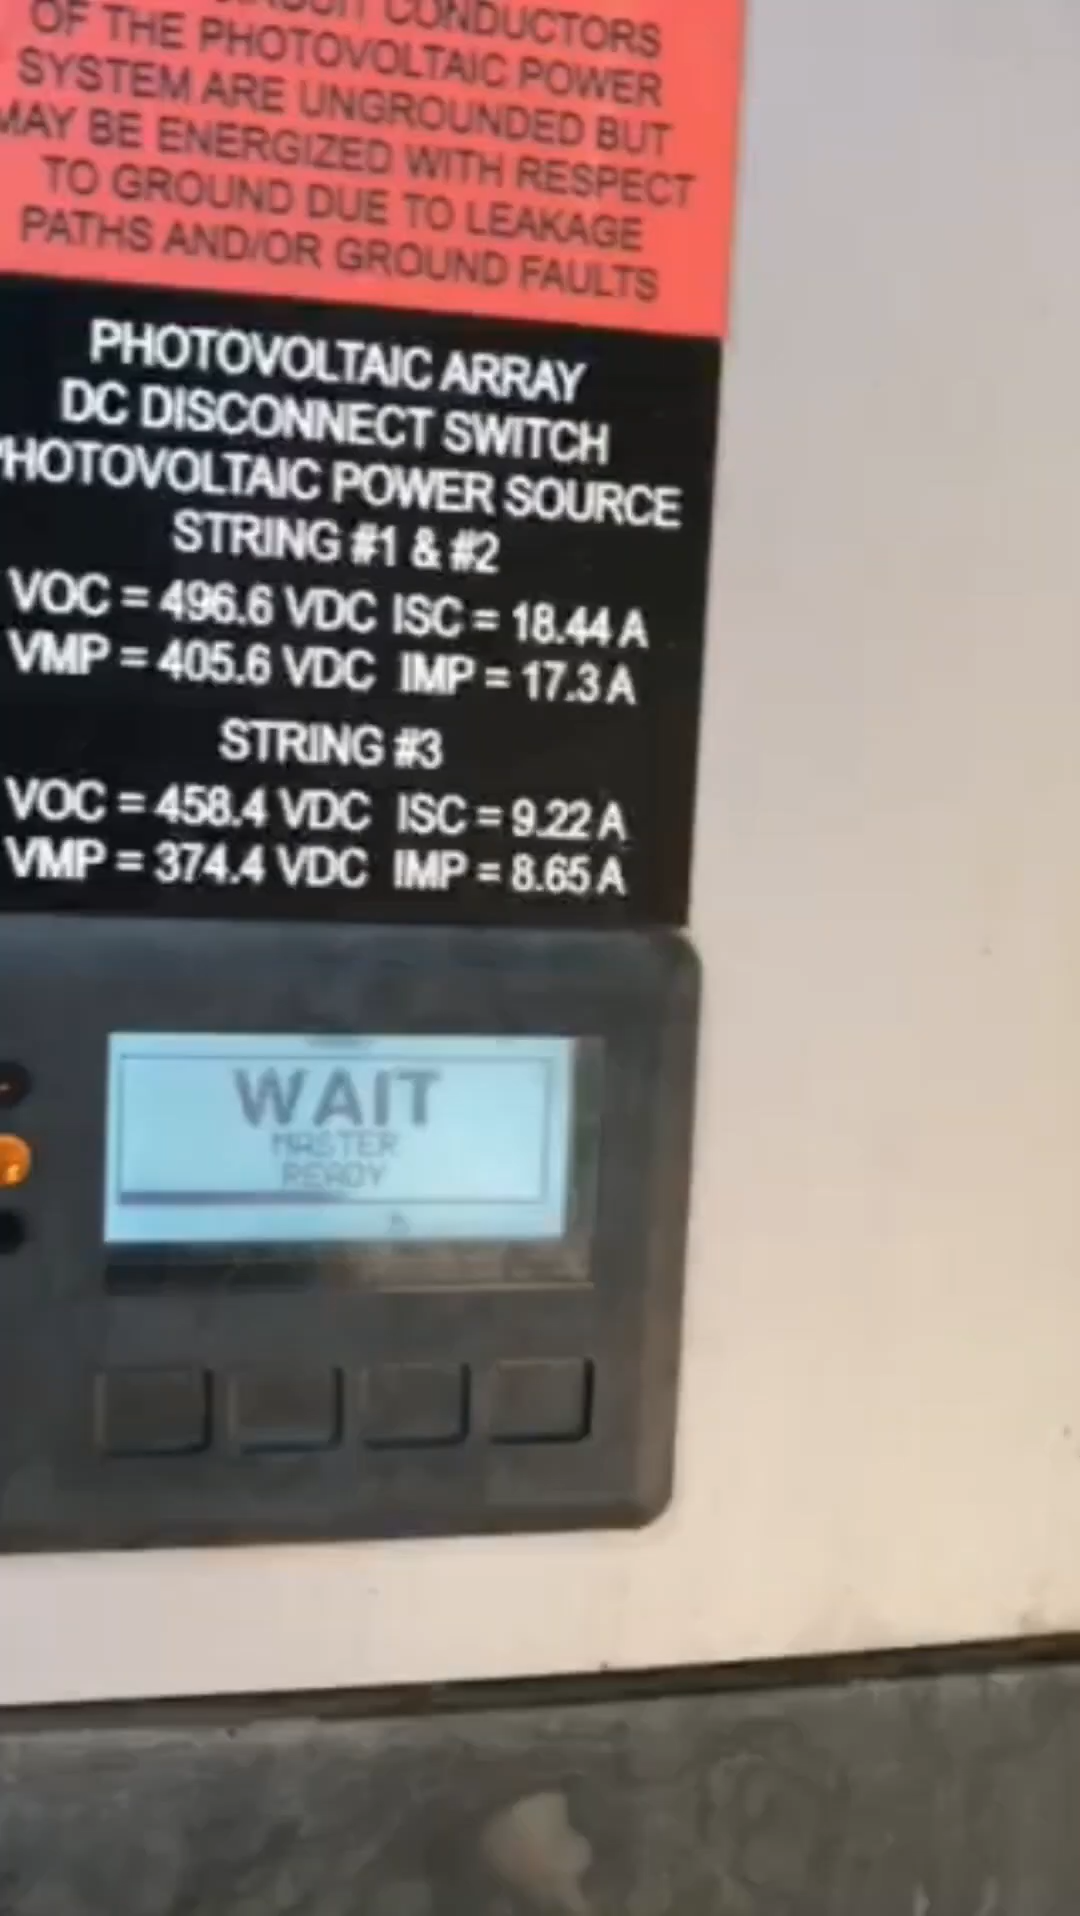 CONDUCTORS
OF THE PHOTOVOLTAIC POWER
SYSTEM ARE UNGROUNDED BUT
MAY BE ENERGIZED WITH RESPECT
TO GROUND DUE TO LEAKAGE
PATHS AND/OR GROUND FAULTS
PHOTOVOLTAIC ARRAY
DC DISCONNECT SWITCH
PHOTOVOLTAIC POWER SOURCE
STRING #1 & #2
VOC = 496.6 VDC ISC = 18.44 A
VMP = 405.6 VDC IMP = 17.3 A
STRING #3
VOC = 458.4 VDC ISC = 9.22 A
VMP = 374.4 VDC IMP = 8.65 A
WAIT
MASTER
READY